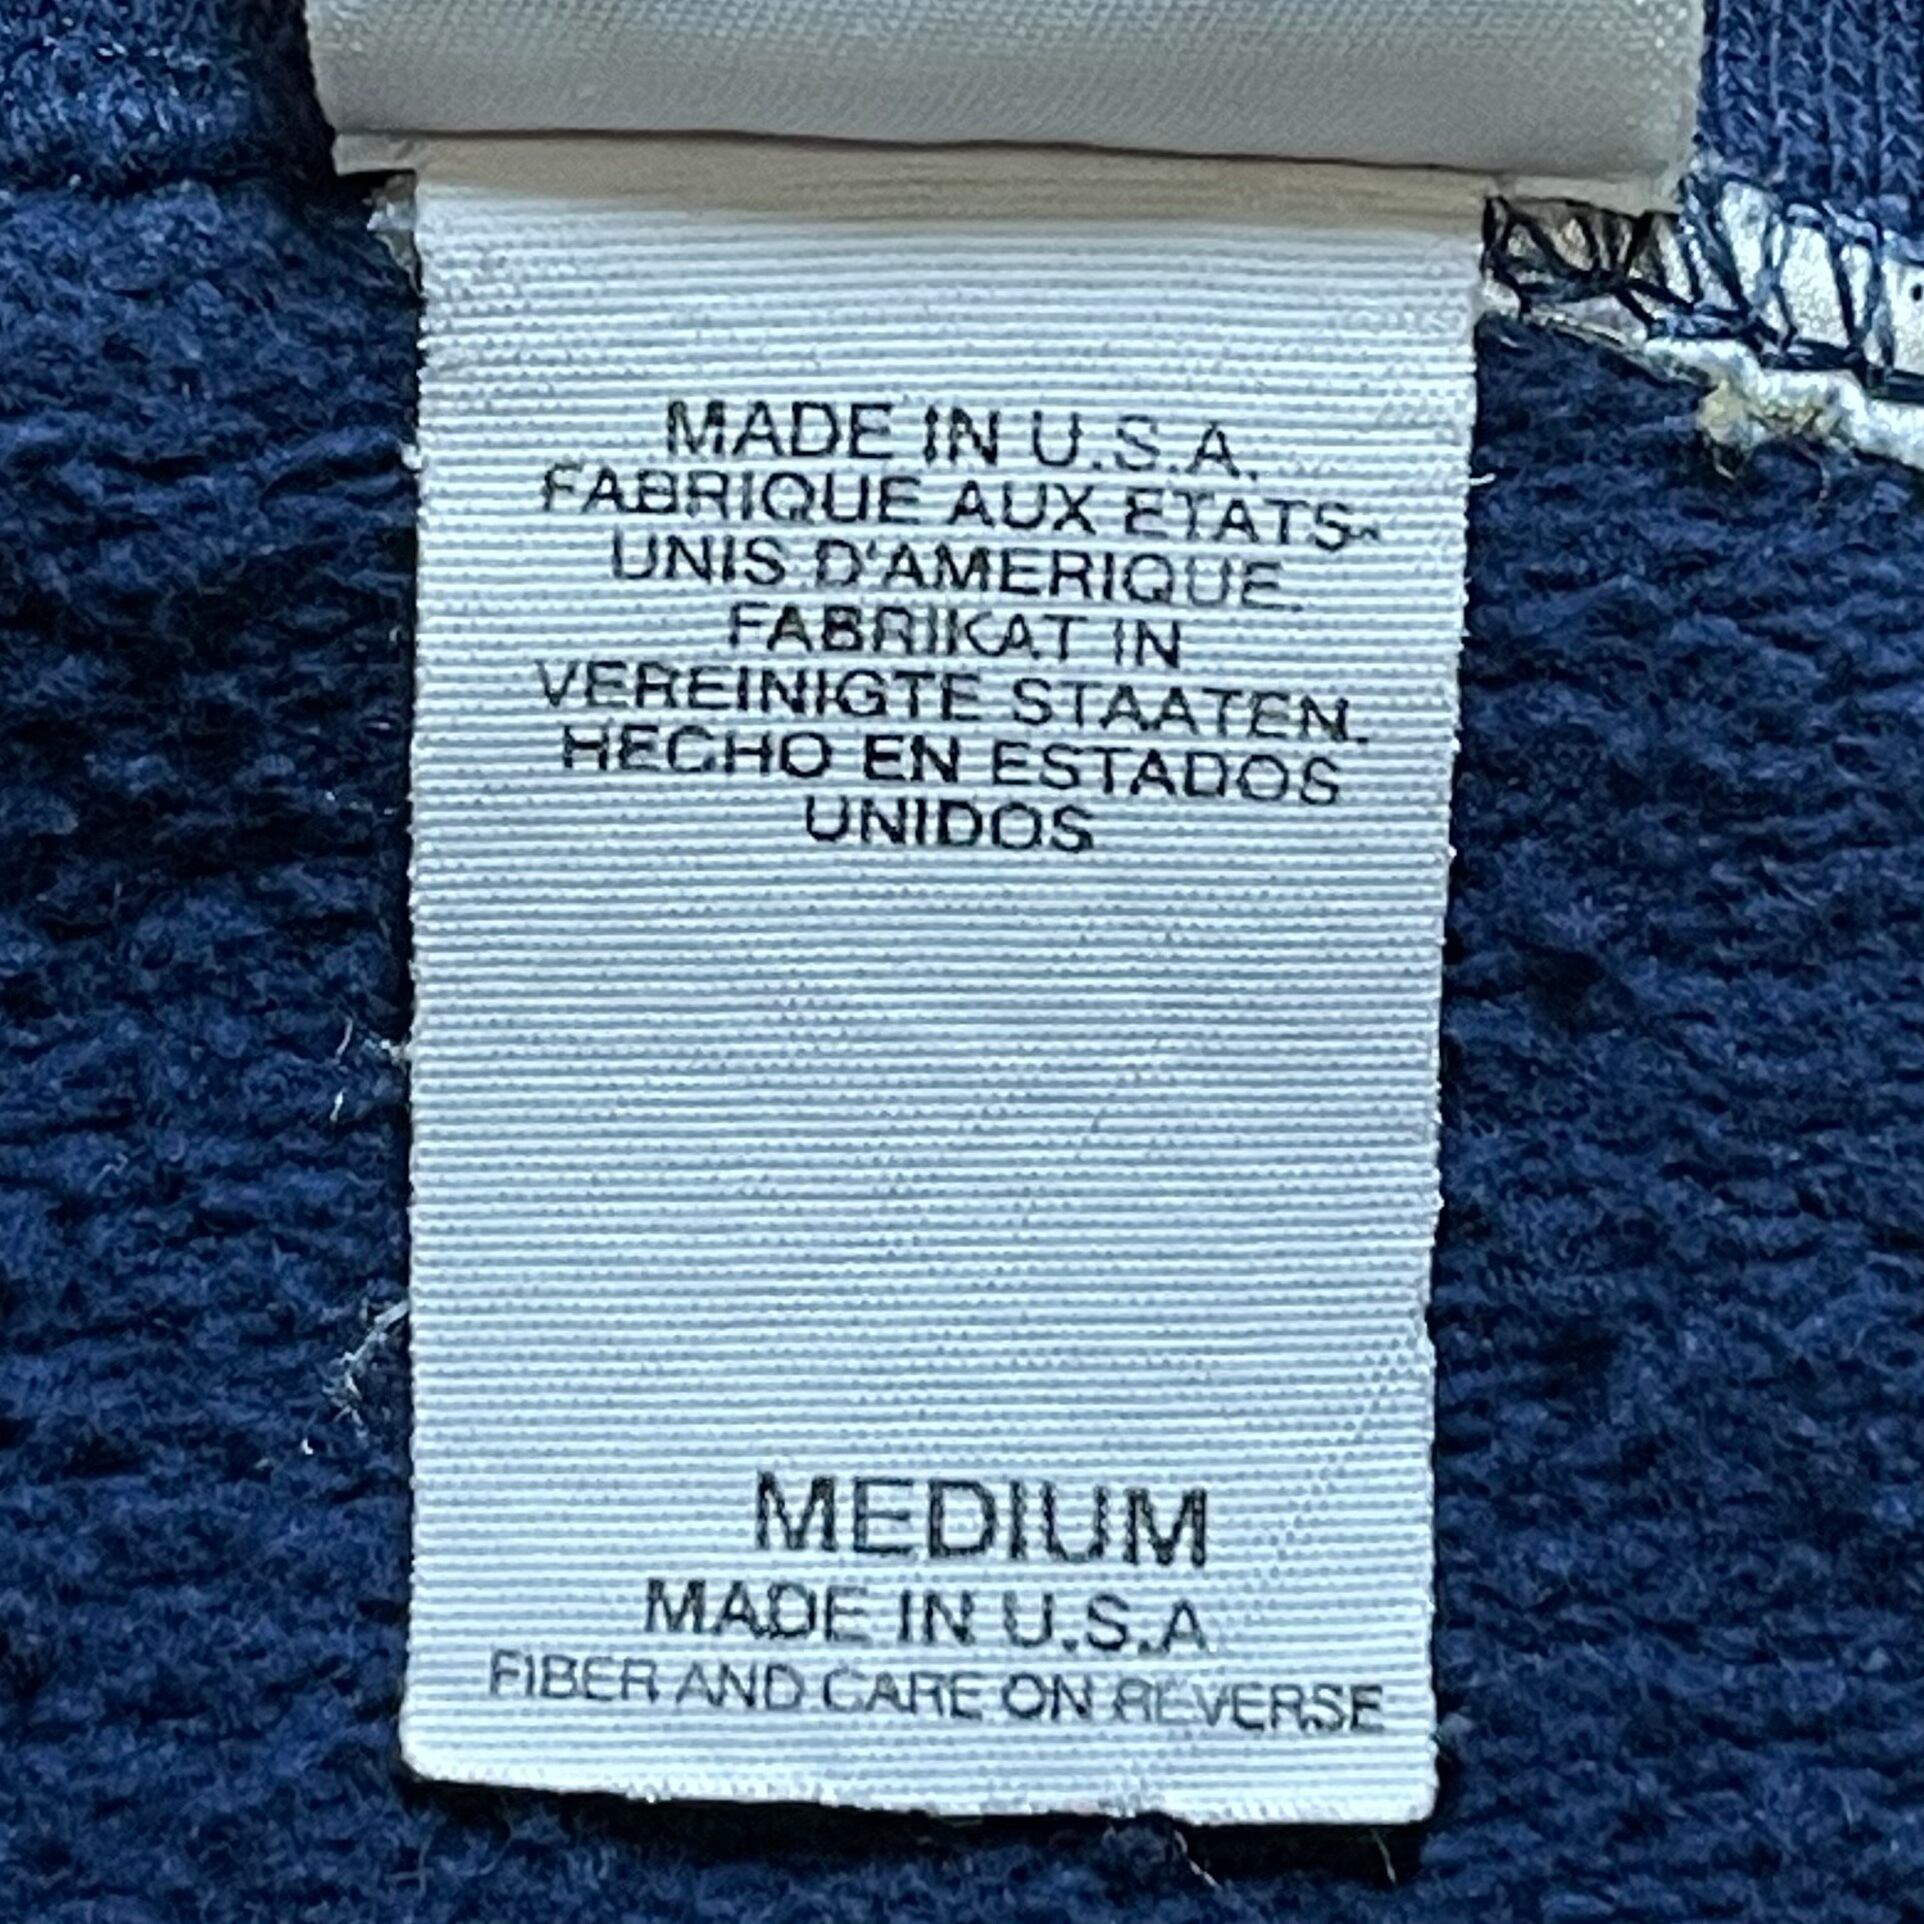 MADE IN U.S.A.
FABRIQUE AUX ETATS-
UNIS D'AMERIQUE.
FABRIKAT IN
VEREINIGTE STAATEN.
HECHO EN ESTADOS
UNIDOS
MEDIUM
MADE IN U.S.A
FIBER AND CARE ON REVERSE